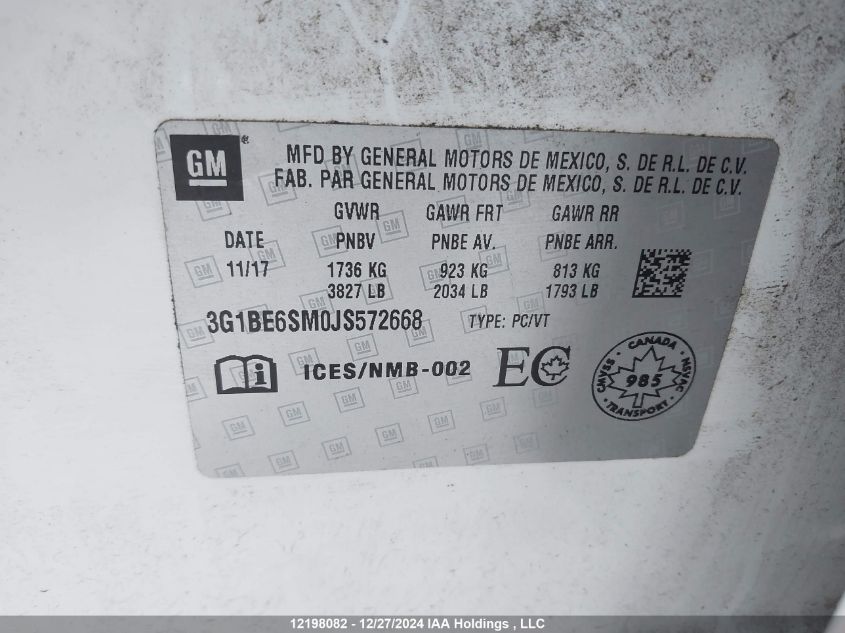 GM
MFD BY GENERAL MOTORS DE MEXICO, S. DE R.L. DE C.V.
FAB. PAR GENERAL MOTORS DE MEXICO, S. DE R.L. DE C.V.
GVWR GAWR FRT GAWR RR
DATE PNBV PNBE AV. PNBE ARR.
11/17 1736 KG 923 KG 813 KG
3827 LB 2034 LB 1793 LB
3G1BE6SM0JS572668 TYPE: PC/VT
i ICES/NMB-002 EC
CANADA
CMVSS 985 NSVAC
TRANSPORT
12198082 - 12/27/2024 IAA Holdings , LLC